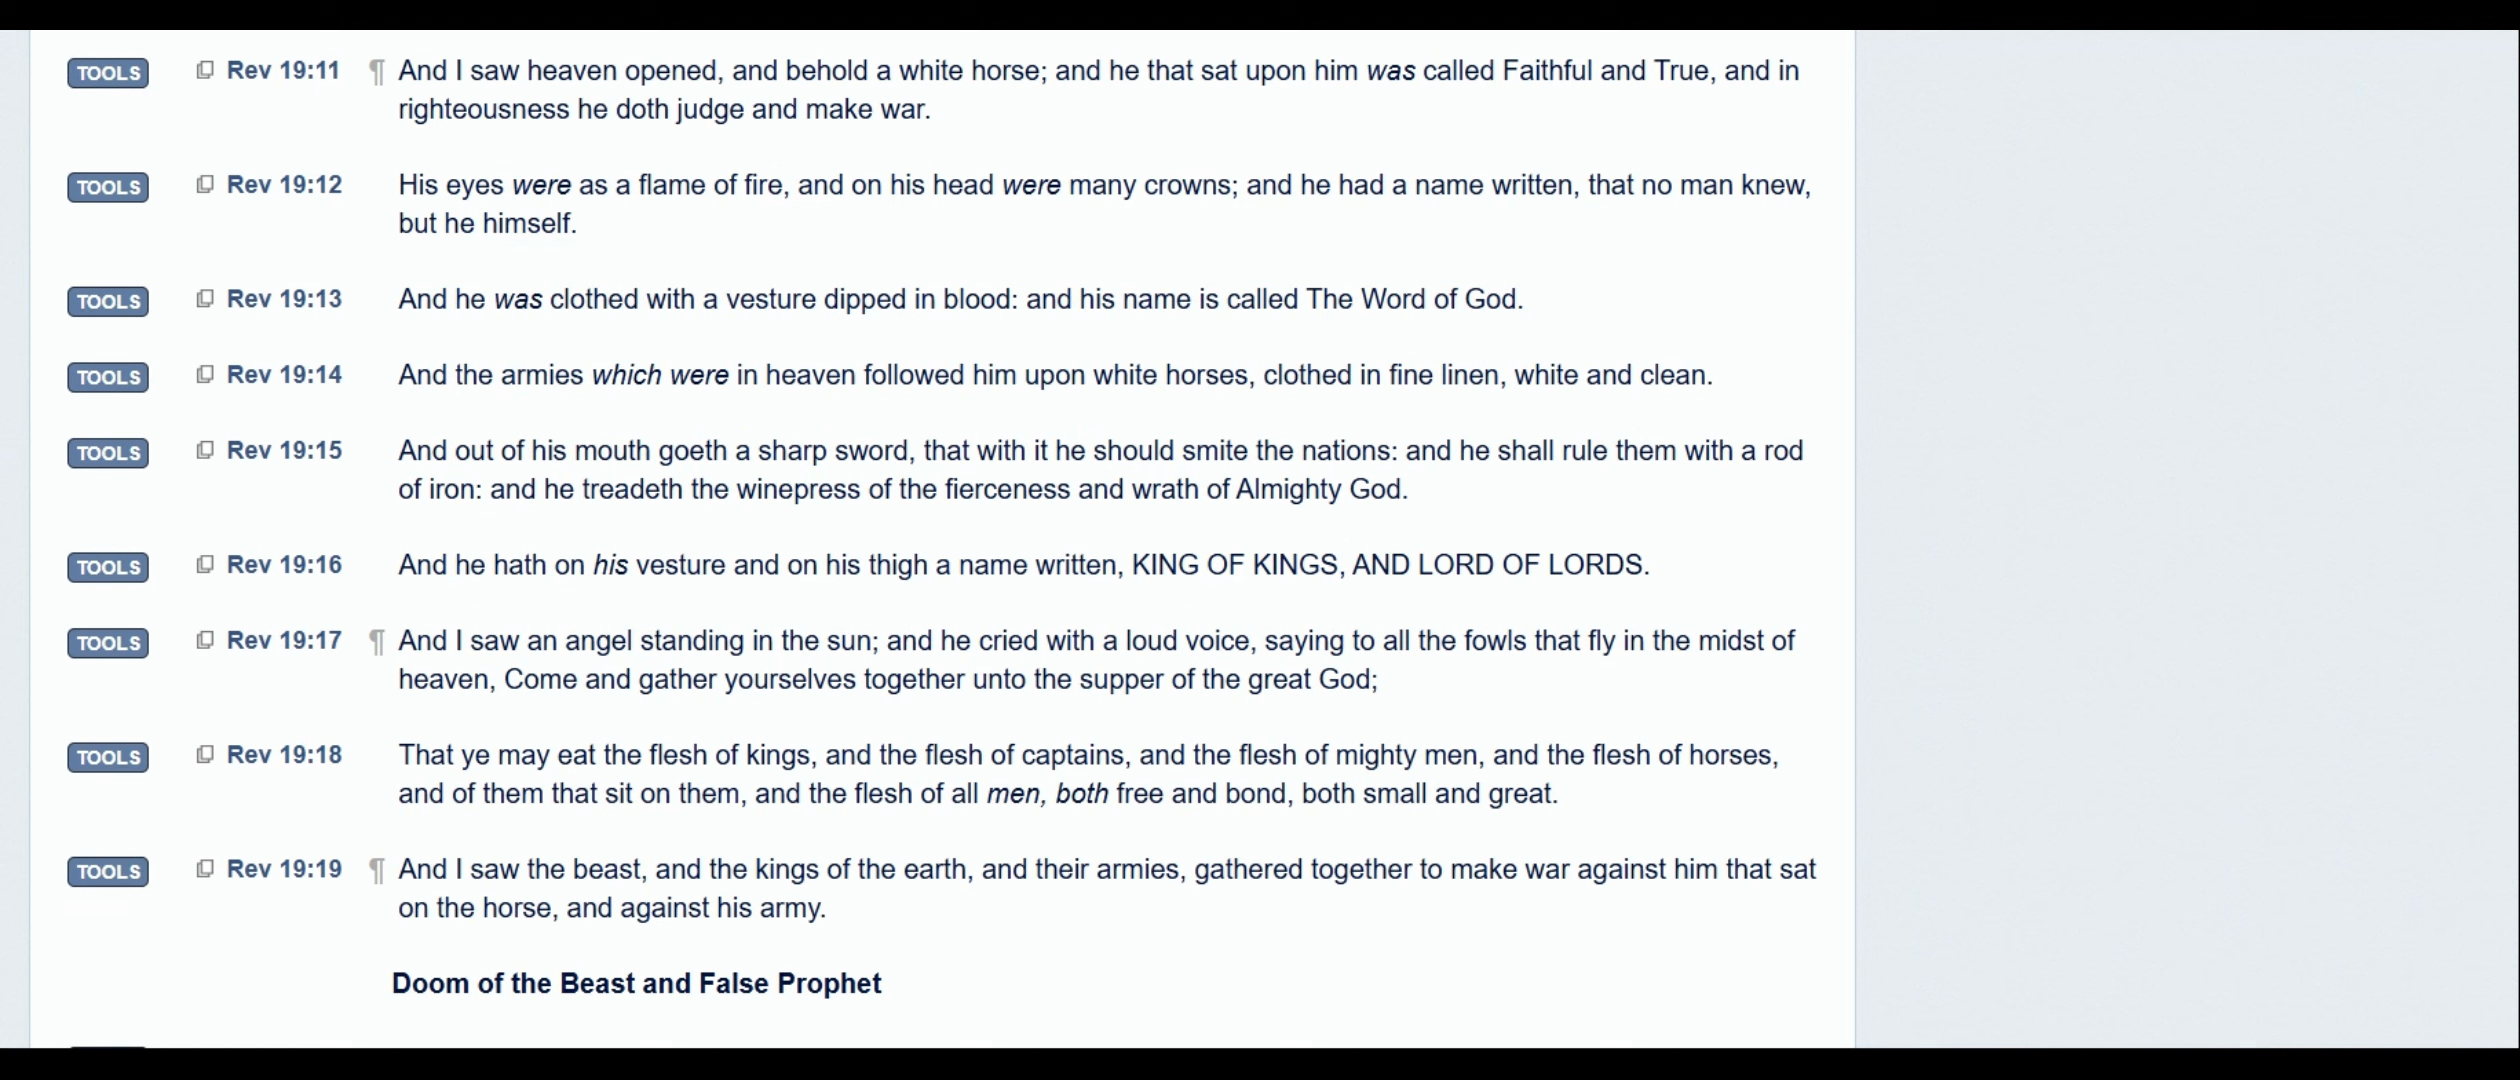 TOOLS Rev 19:11 ¶ And I saw heaven opened, and behold a white horse; and he that sat upon him was called Faithful and True, and in
righteousness he doth judge and make war.
TOOLS Rev 19:12 His eyes were as a flame of fire, and on his head were many crowns; and he had a name written, that no man knew,
but he himself.
TOOLS Rev 19:13 And he was clothed with a vesture dipped in blood: and his name is called The Word of God.
TOOLS Rev 19:14 And the armies which were in heaven followed him upon white horses, clothed in fine linen, white and clean.
TOOLS Rev 19:15 And out of his mouth goeth a sharp sword, that with it he should smite the nations: and he shall rule them with a rod
of iron: and he treadeth the winepress of the fierceness and wrath of Almighty God.
TOOLS Rev 19:16 And he hath on his vesture and on his thigh a name written, KING OF KINGS, AND LORD OF LORDS.
TOOLS Rev 19:17 ¶ And I saw an angel standing in the sun; and he cried with a loud voice, saying to all the fowls that fly in the midst of
heaven, Come and gather yourselves together unto the supper of the great God;
TOOLS Rev 19:18 That ye may eat the flesh of kings, and the flesh of captains, and the flesh of mighty men, and the flesh of horses,
and of them that sit on them, and the flesh of all men, both free and bond, both small and great.
TOOLS Rev 19:19 ¶ And I saw the beast, and the kings of the earth, and their armies, gathered together to make war against him that sat
on the horse, and against his army.
Doom of the Beast and False Prophet